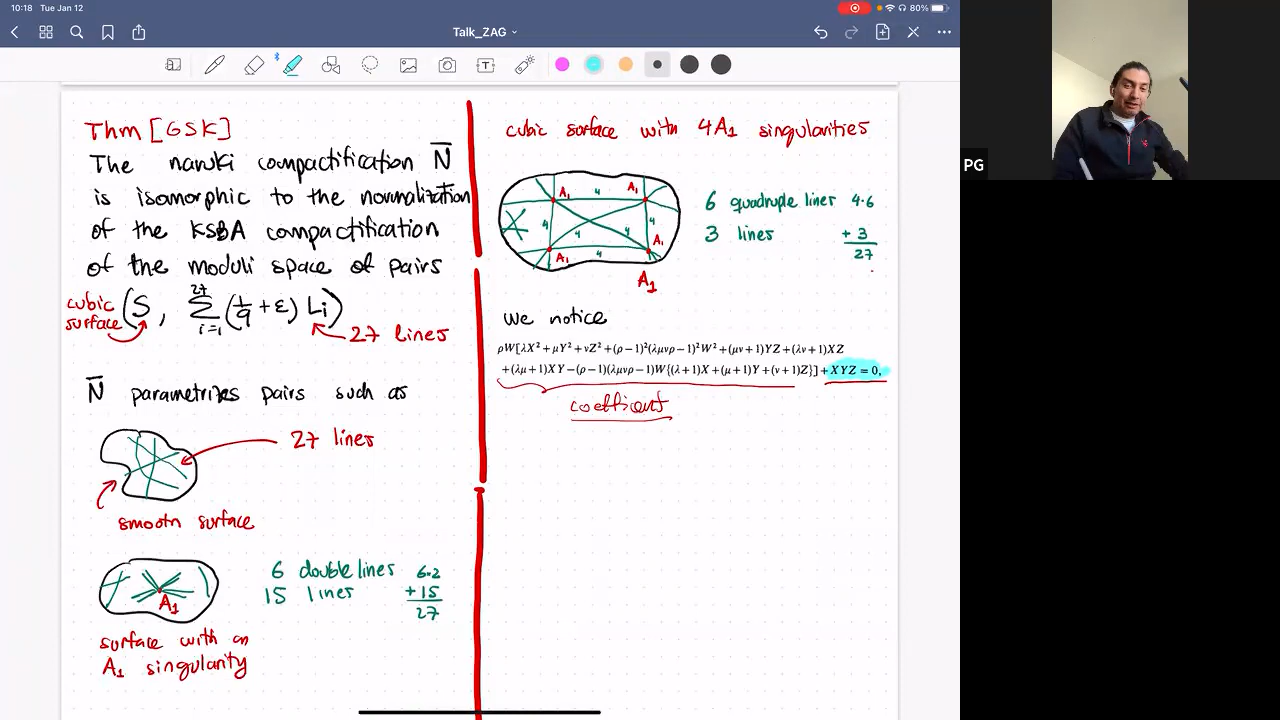 10:18 Tue Jan 12
80%
Talk_ZAG
Thm [GSK]
The naruki compactification N̅
is isomorphic to the normalization
of the KSBA compactification
of the moduli space of pairs
cubic surface (S, ∑_{i=1}^{27} (1/9 + ε) Li)
27 lines
N̅ parametrizes pairs such as
27 lines
smooth surface
6 double lines 6·2
15 lines +15
27
A₁
surface with an
A₁ singularity
cubic surface with 4A₁ singularities
A₁ 4 A₁
4 4 4 4
A₁ 4 A₁
A₁
6 quadruple lines 4·6
3 lines +3
27
we notice
ρW[λX² + μY² + νZ² + (ρ−1)²(λμνρ−1)²W² + (μν+1)YZ + (λν+1)XZ
+(λμ+1)XY−(ρ−1)(λμνρ−1)W{(λ+1)X+(μ+1)Y+(ν+1)Z}]+XYZ=0,
coefficient
PG